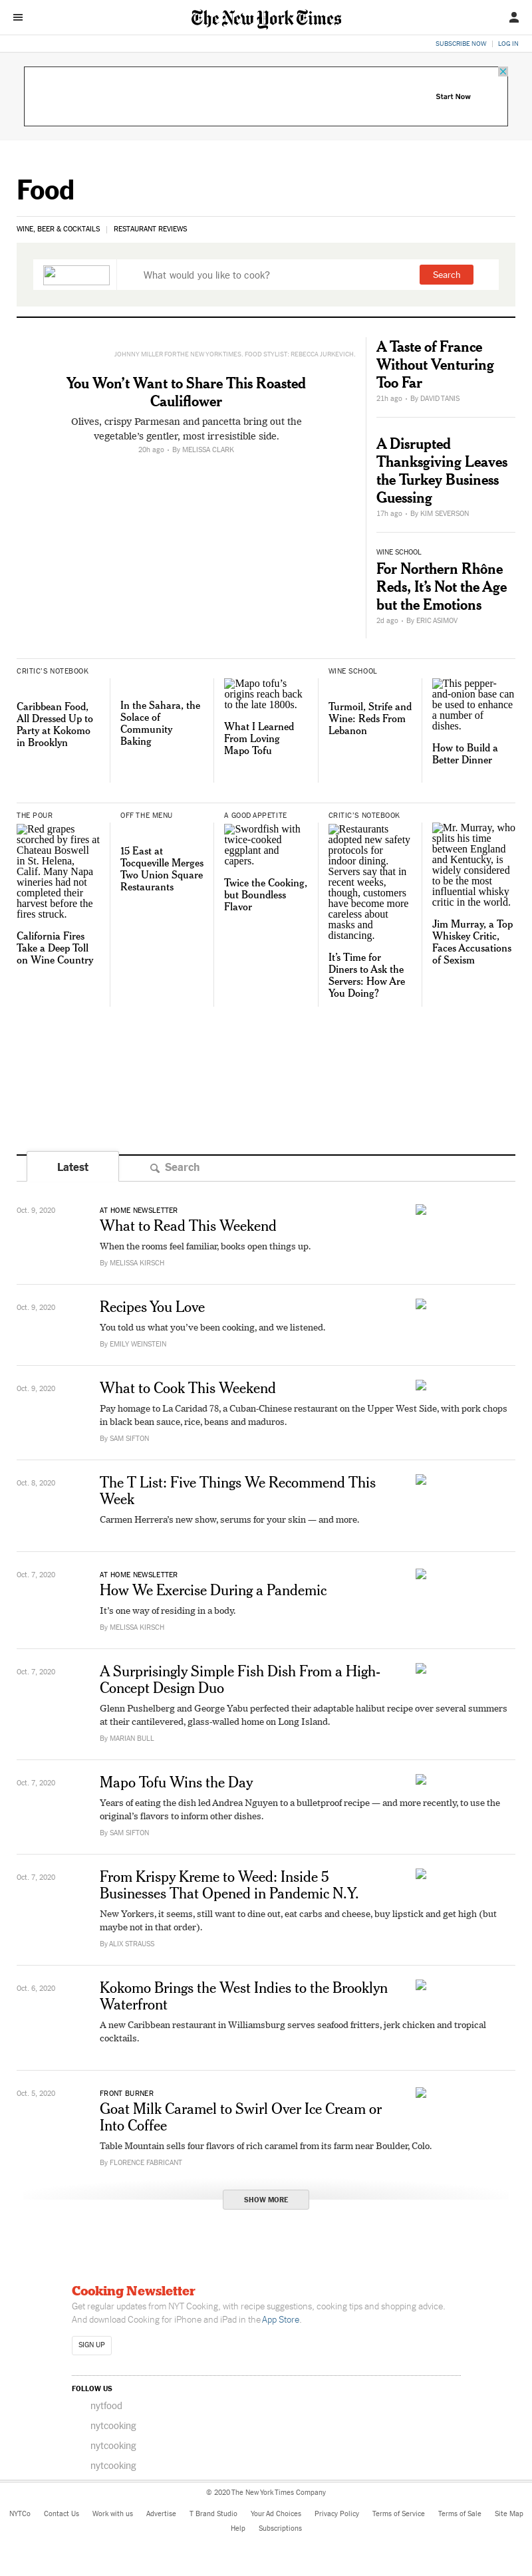 The New York Times
SUBSCRIBE NOW
LOG IN
Start Now
Food
WINE, BEER & COCKTAILS
RESTAURANT REVIEWS
What would you like to cook?
Search
JOHNNY MILLER FOR THE NEW YORK TIMES. FOOD STYLIST: REBECCA JURKEVICH.
You Won't Want to Share This Roasted
Cauliflower
Olives, crispy Parmesan and pancetta bring out the
vegetable's gentler, most irresistible side.
20h ago • By MELISSA CLARK
A Taste of France
Without Venturing
Too Far
21h ago • By DAVID TANIS
A Disrupted
Thanksgiving Leaves
the Turkey Business
Guessing
17h ago • By KIM SEVERSON
WINE SCHOOL
For Northern Rhône
Reds, It's Not the Age
but the Emotions
2d ago • By ERIC ASIMOV
CRITIC'S NOTEBOOK
Caribbean Food,
All Dressed Up to
Party at Kokomo
in Brooklyn
In the Sahara, the
Solace of
Community
Baking
Mapo tofu's
origins reach back
to the late 1800s.
What I Learned
From Loving
Mapo Tofu
WINE SCHOOL
Turmoil, Strife and
Wine: Reds From
Lebanon
This pepper-
and-onion base can
be used to enhance
a number of
dishes.
How to Build a
Better Dinner
THE POUR
Red grapes
scorched by fires at
Chateau Boswell
in St. Helena,
Calif. Many Napa
wineries had not
completed their
harvest before the
fires struck.
California Fires
Take a Deep Toll
on Wine Country
OFF THE MENU
15 East at
Tocqueville Merges
Two Union Square
Restaurants
A GOOD APPETITE
Swordfish with
twice-cooked
eggplant and
capers.
Twice the Cooking,
but Boundless
Flavor
CRITIC'S NOTEBOOK
Restaurants
adopted new safety
protocols for
indoor dining.
Servers say that in
recent weeks,
though, customers
have become more
careless about
masks and
distancing.
It's Time for
Diners to Ask the
Servers: How Are
You Doing?
Mr. Murray, who
splits his time
between England
and Kentucky, is
widely considered
to be the most
influential whisky
critic in the world.
Jim Murray, a Top
Whiskey Critic,
Faces Accusations
of Sexism
Latest
Search
Oct. 9, 2020
AT HOME NEWSLETTER
What to Read This Weekend
When the rooms feel familiar, books open things up.
By MELISSA KIRSCH
Oct. 9, 2020
Recipes You Love
You told us what you've been cooking, and we listened.
By EMILY WEINSTEIN
Oct. 9, 2020
What to Cook This Weekend
Pay homage to La Caridad 78, a Cuban-Chinese restaurant on the Upper West Side, with pork chops
in black bean sauce, rice, beans and maduros.
By SAM SIFTON
Oct. 8, 2020
The T List: Five Things We Recommend This
Week
Carmen Herrera's new show, serums for your skin — and more.
Oct. 7, 2020
AT HOME NEWSLETTER
How We Exercise During a Pandemic
It's one way of residing in a body.
By MELISSA KIRSCH
Oct. 7, 2020
A Surprisingly Simple Fish Dish From a High-
Concept Design Duo
Glenn Pushelberg and George Yabu perfected their adaptable halibut recipe over several summers
at their cantilevered, glass-walled home on Long Island.
By MARIAN BULL
Oct. 7, 2020
Mapo Tofu Wins the Day
Years of eating the dish led Andrea Nguyen to a bulletproof recipe — and more recently, to use the
original's flavors to inform other dishes.
By SAM SIFTON
Oct. 7, 2020
From Krispy Kreme to Weed: Inside 5
Businesses That Opened in Pandemic N.Y.
New Yorkers, it seems, still want to dine out, eat carbs and cheese, buy lipstick and get high (but
maybe not in that order).
By ALIX STRAUSS
Oct. 6, 2020
Kokomo Brings the West Indies to the Brooklyn
Waterfront
A new Caribbean restaurant in Williamsburg serves seafood fritters, jerk chicken and tropical
cocktails.
Oct. 5, 2020
FRONT BURNER
Goat Milk Caramel to Swirl Over Ice Cream or
Into Coffee
Table Mountain sells four flavors of rich caramel from its farm near Boulder, Colo.
By FLORENCE FABRICANT
SHOW MORE
Cooking Newsletter
Get regular updates from NYT Cooking, with recipe suggestions, cooking tips and shopping advice.
And download Cooking for iPhone and iPad in the App Store.
SIGN UP
FOLLOW US
nytfood
nytcooking
nytcooking
nytcooking
© 2020 The New York Times Company
NYTCo Contact Us Work with us Advertise T Brand Studio Your Ad Choices Privacy Policy Terms of Service Terms of Sale Site Map
Help Subscriptions